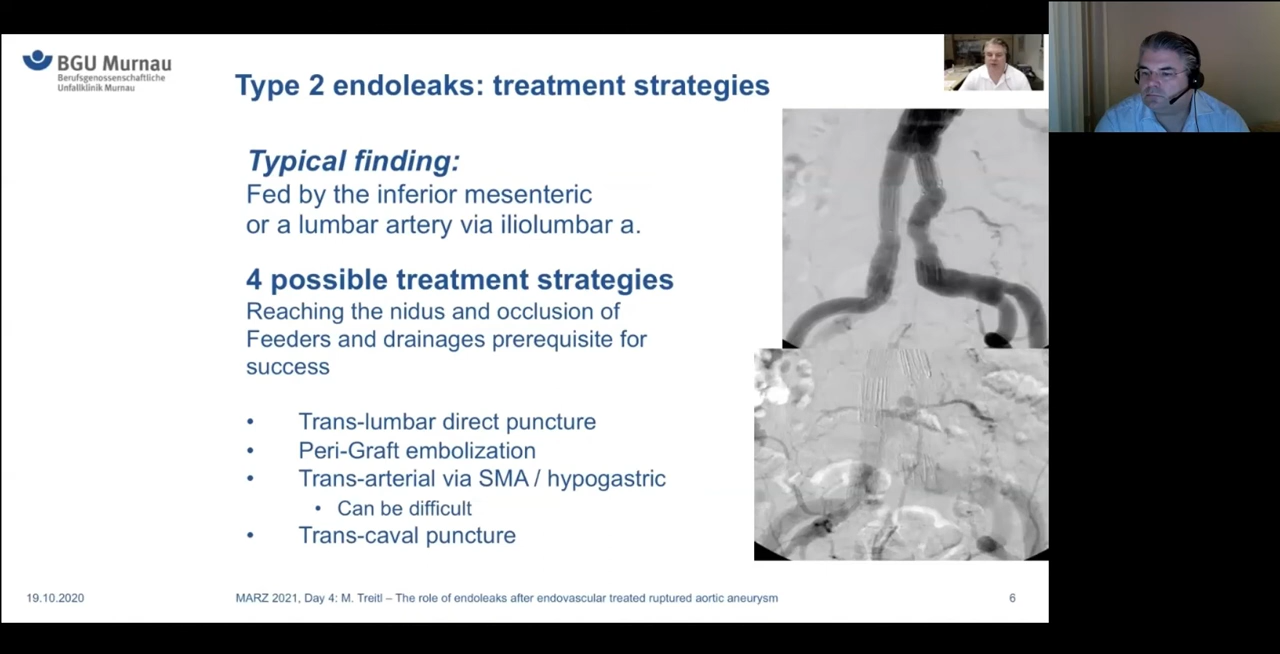 BGU Murnau
Berufsgenossenschaftliche
Unfallklinik Murnau
Type 2 endoleaks: treatment strategies
Typical finding:
Fed by the inferior mesenteric
or a lumbar artery via iliolumbar a.
4 possible treatment strategies
Reaching the nidus and occlusion of
Feeders and drainages prerequisite for
success
• Trans-lumbar direct puncture
• Peri-Graft embolization
• Trans-arterial via SMA / hypogastric
• Can be difficult
• Trans-caval puncture
19.10.2020
MARZ 2021, Day 4: M. Treitl – The role of endoleaks after endovascular treated ruptured aortic aneurysm
6